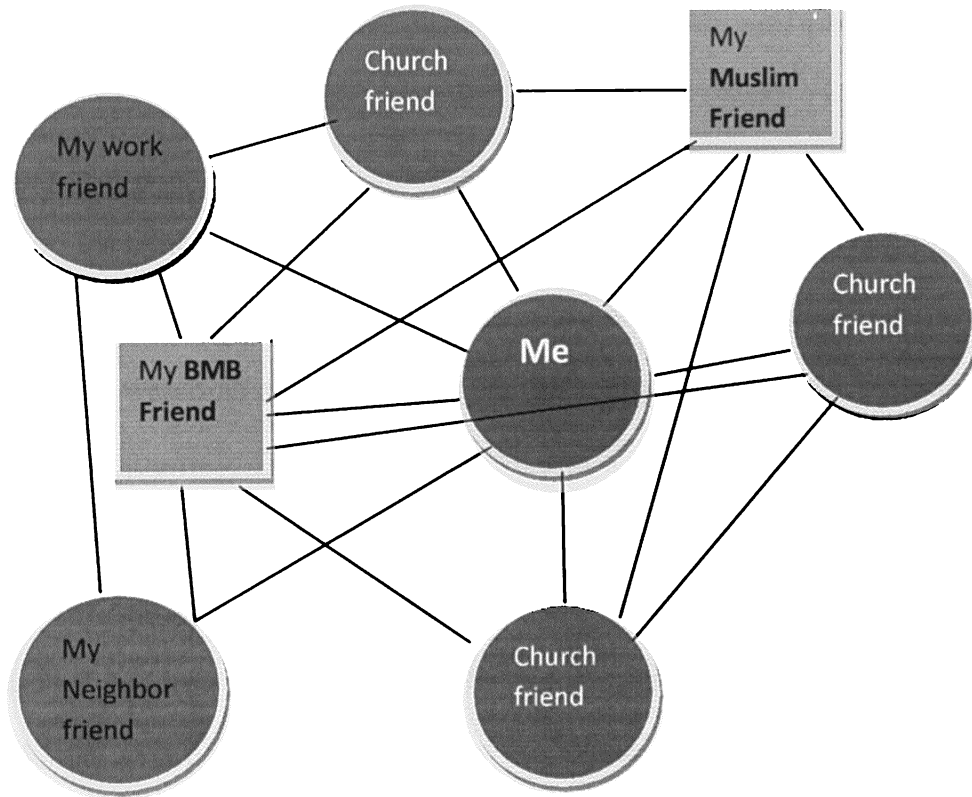 Church
friend
My
Muslim
Friend
My work
friend
Church
friend
Me
My BMB
Friend
My
Neighbor
friend
Church
friend